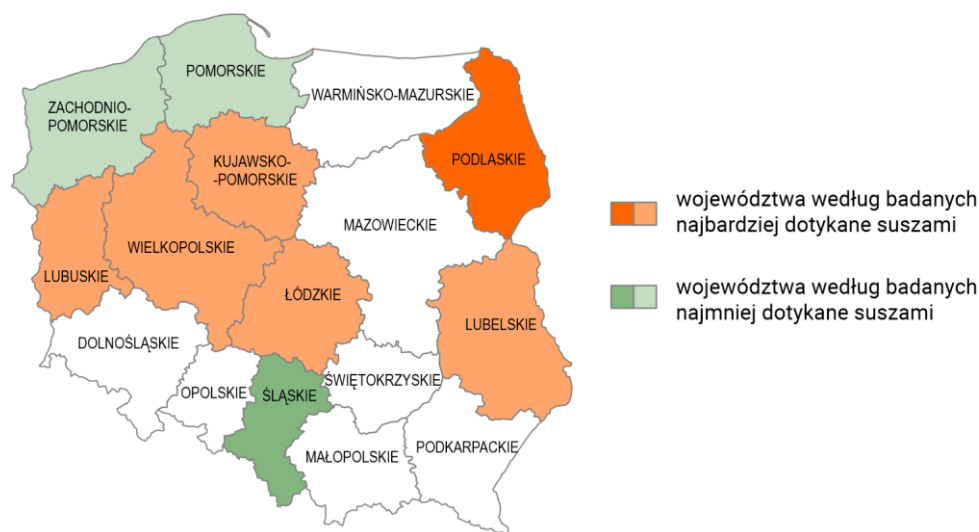 POMORSKIE
WARMIŃSKO-MAZURSKIE
ZACHODNIO-
POMORSKIE
KUJAWSKO-
-POMORSKIE
PODLASKIE
MAZOWIECKIE
WIELKOPOLSKIE
LUBUSKIE
ŁÓDZKIE
LUBELSKIE
DOLNOŚLĄSKIE
OPOLSKIE
ŚLĄSKIE
ŚWIĘTOKRZYSKIE
MAŁOPOLSKIE
PODKARPACKIE
województwa według badanych
najbardziej dotykane suszami
województwa według badanych
najmniej dotykane suszami